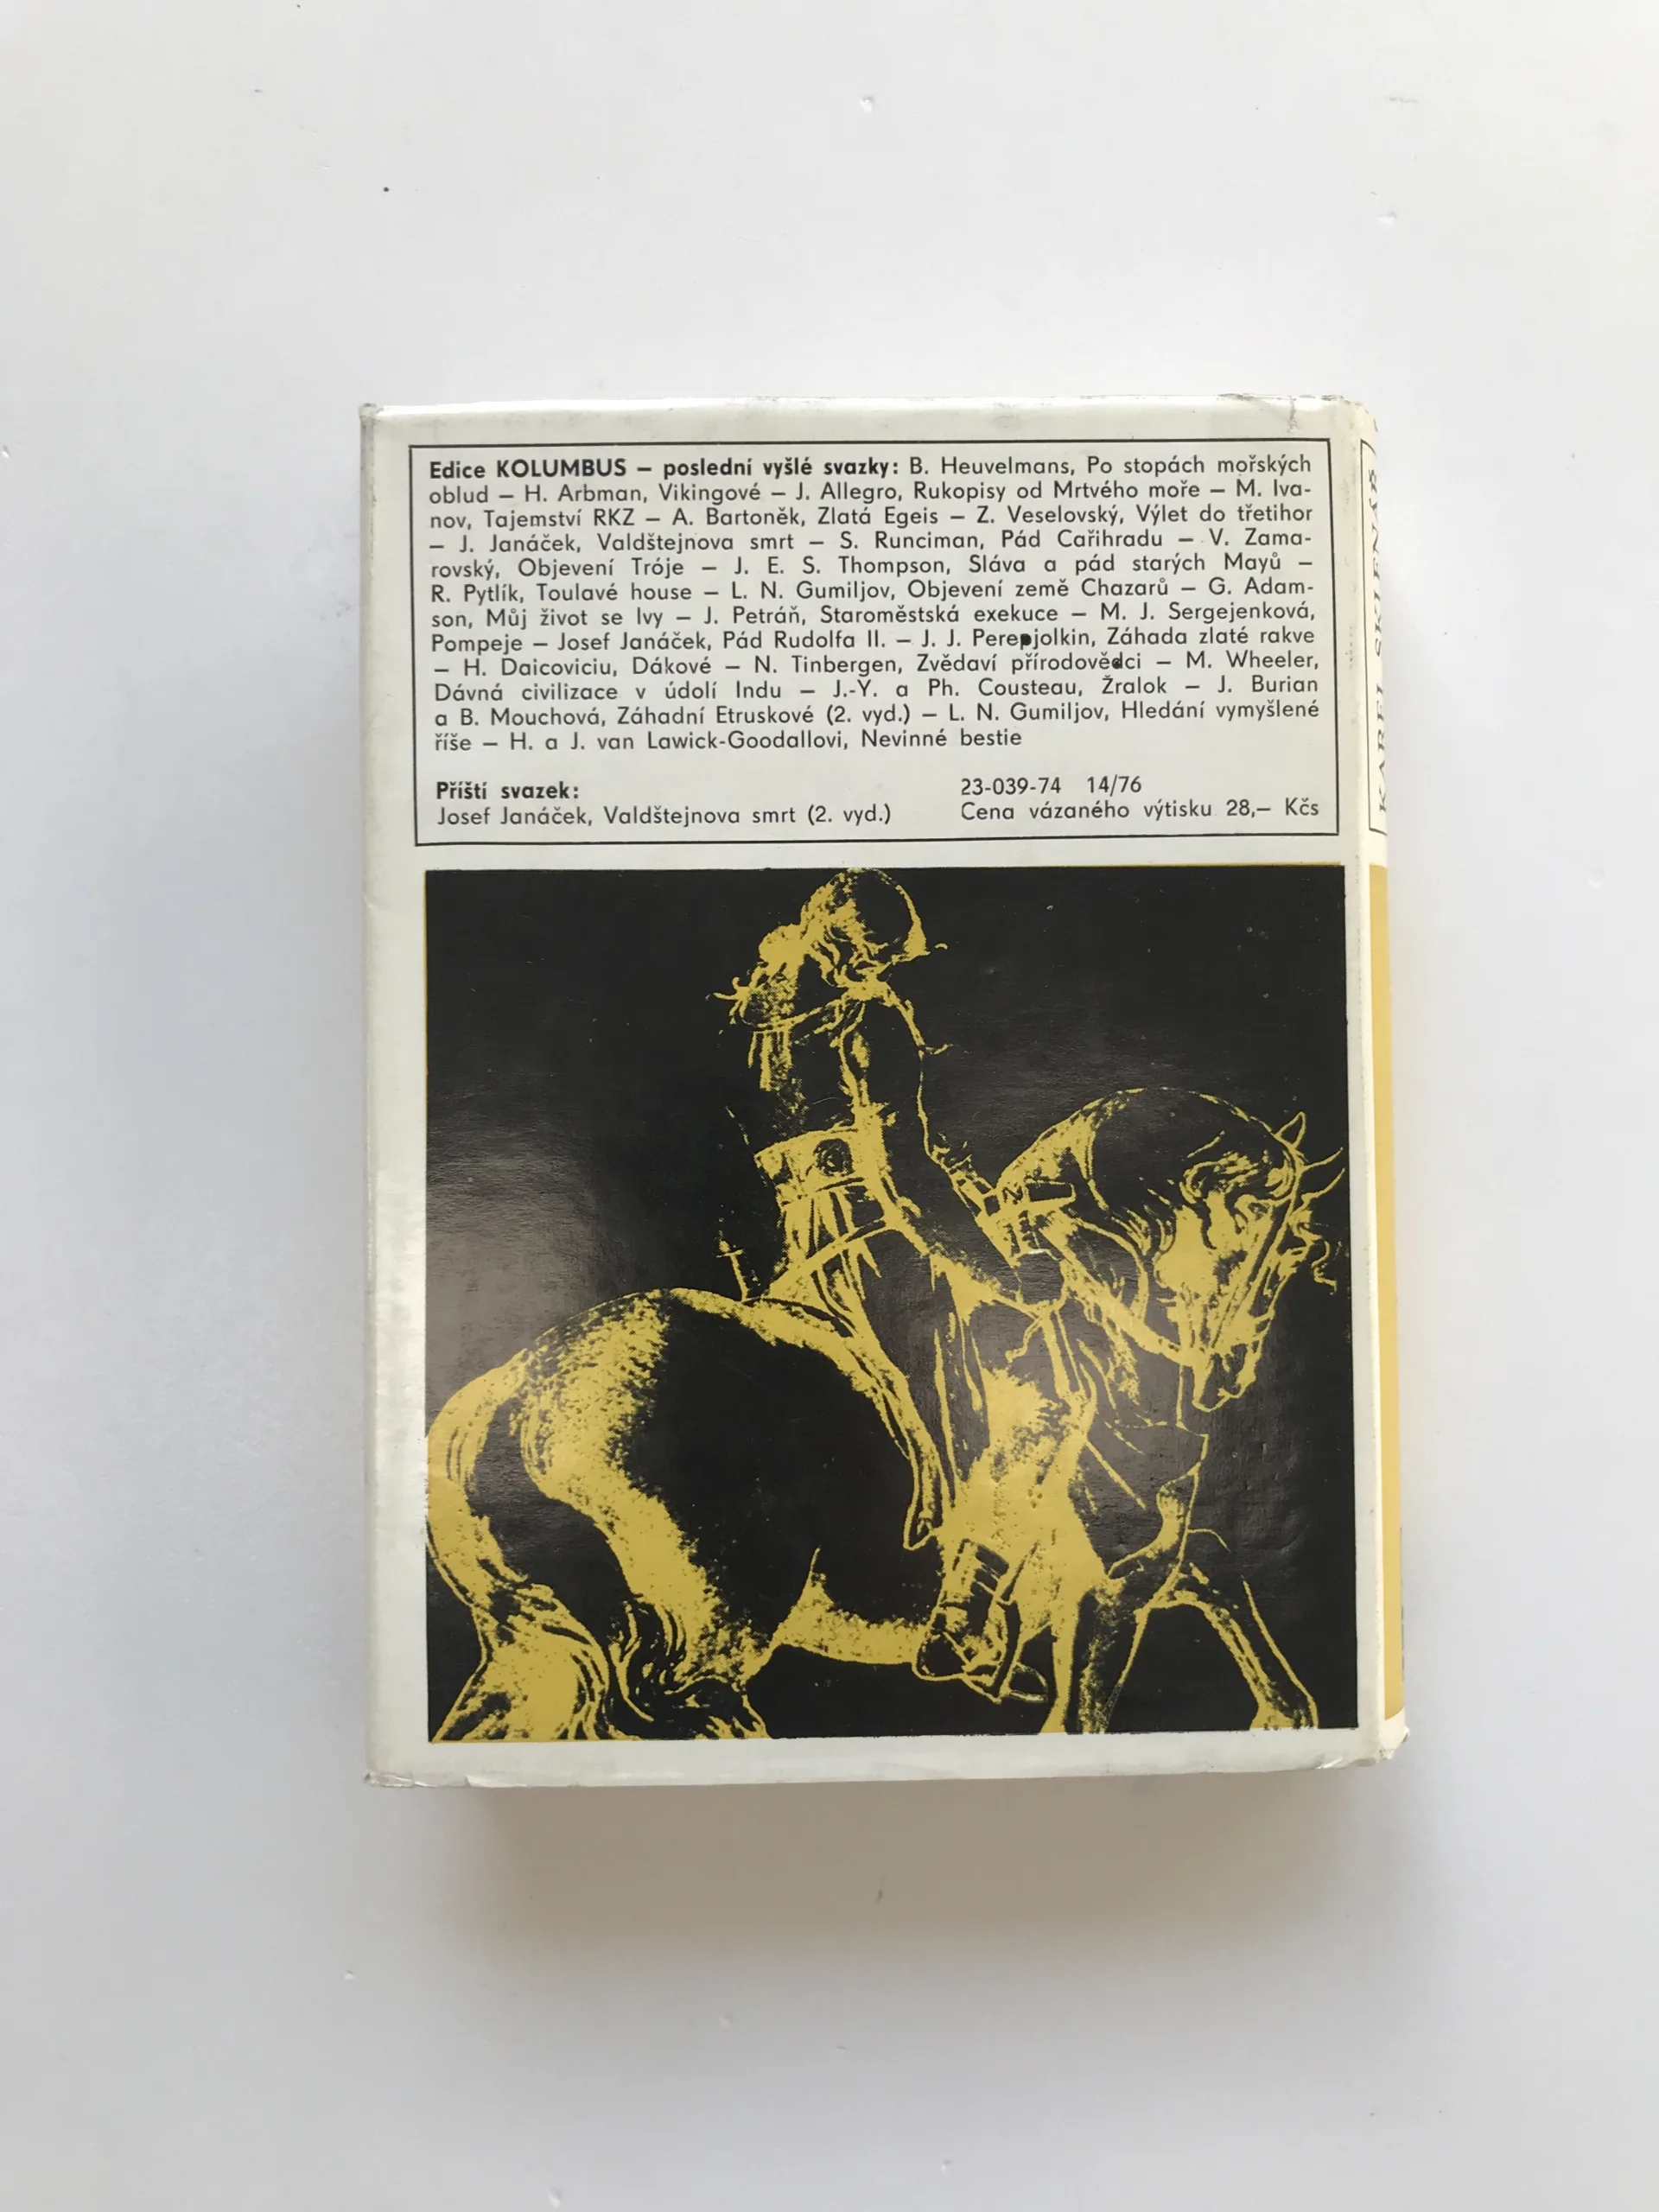 Edice KOLUMBUS – poslední vyšlé svazky: B. Heuvelmans, Po stopách mořských
oblud – H. Arbman, Vikingové – J. Allegro, Rukopisy od Mrtvého moře – M. Iva-
nov, Tajemství RKZ – A. Bartoněk, Zlatá Egeis – Z. Veselovský, Výlet do třetihor
– J. Janáček, Valdštejnova smrt – S. Runciman, Pád Cařihradu – V. Zama-
rovský, Objevení Tróje – J. E. S. Thompson, Sláva a pád starých Mayů –
R. Pytlík, Toulavé house – L. N. Gumiljov, Objevení země Chazarů – G. Adam-
son, Můj život se lvy – J. Petráň, Staroměstská exekuce – M. J. Sergejenková,
Pompeje – Josef Janáček, Pád Rudolfa II. – J. J. Perepjolkin, Záhada zlaté rakve
– H. Daicoviciu, Dákové – N. Tinbergen, Zvědaví přírodovědci – M. Wheeler,
Dávná civilizace v údolí Indu – J.-Y. a Ph. Cousteau, Žralok – J. Burian
a B. Mouchová, Záhadní Etruskové (2. vyd.) – L. N. Gumiljov, Hledání vymyšlené
říše – H. a J. van Lawick-Goodallovi, Nevinné bestie
Příští svazek:
Josef Janáček, Valdštejnova smrt (2. vyd.)
23-039-74 14/76
Cena vázaného výtisku 28,– Kčs
KAREL SKLENÁŘ